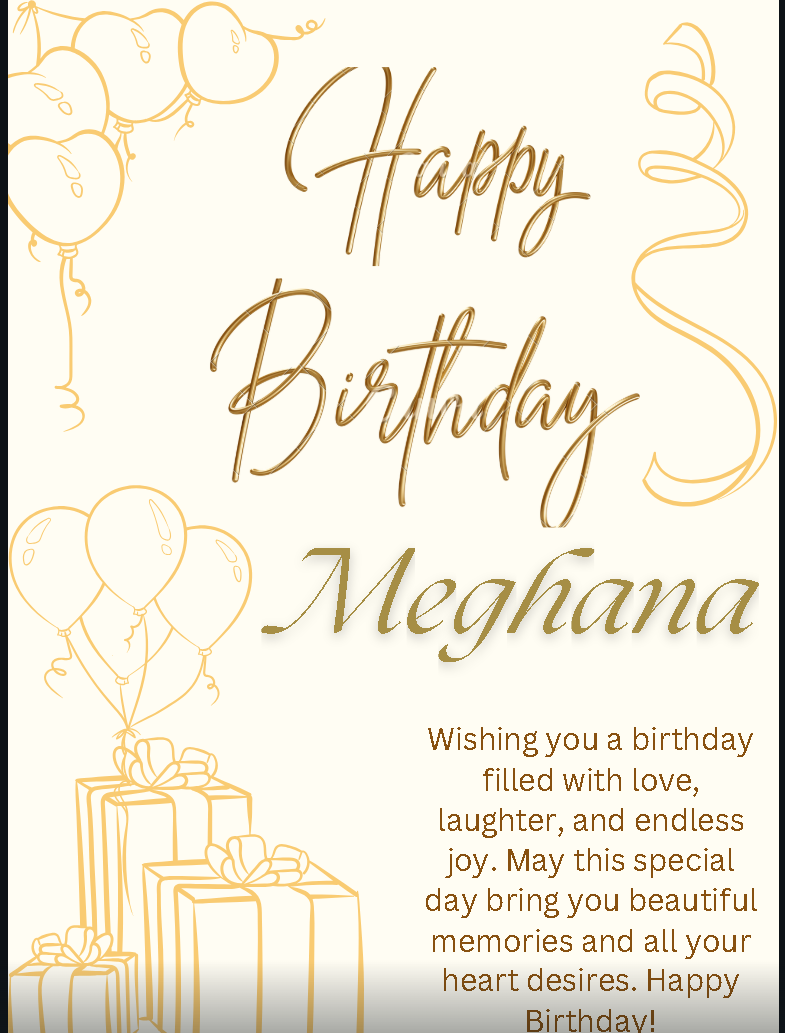 Happy
Birthday
Meghana
Wishing you a birthday
filled with love,
laughter, and endless
joy. May this special
day bring you beautiful
memories and all your
heart desires. Happy
Birthday!